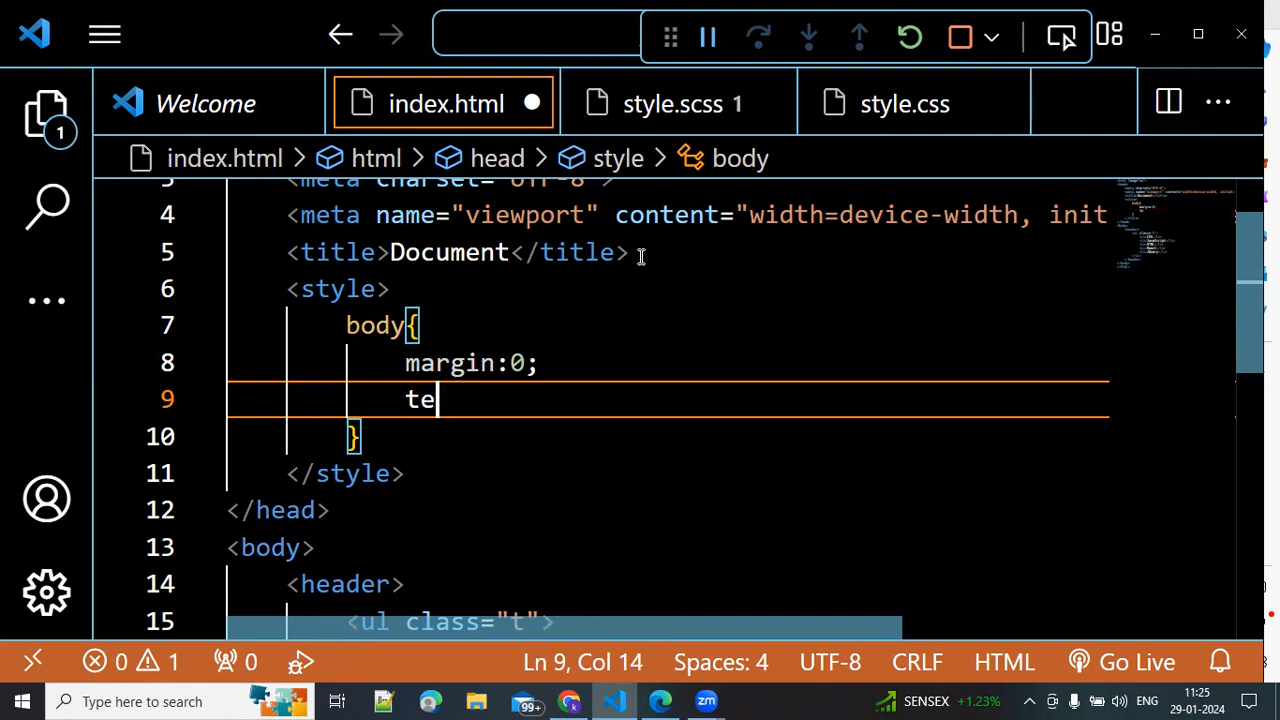 Welcome
index.html
style.scss 1
style.css
index.html > html > head > style > body
4 <meta name="viewport" content="width=device-width, init
5 <title>Document</title>
6 <style>
7 body{
8 margin:0;
9 te
10 }
11 </style>
12 </head>
13 <body>
14 <header>
15 <ul class="t">
1
0 1 0
Ln 9, Col 14
Spaces: 4
UTF-8
CRLF
HTML
Go Live
Type here to search
99+
zm
SENSEX +1.23%
ENG
11:25
29-01-2024